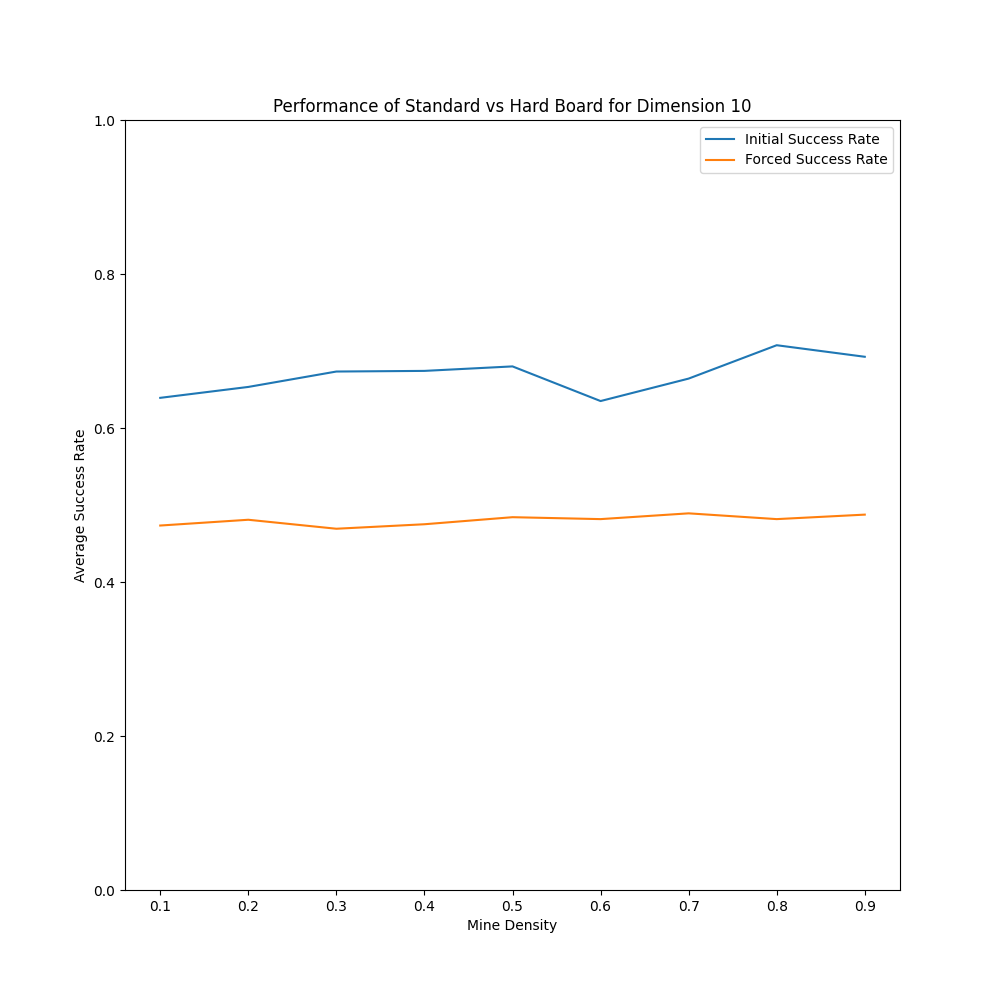 Performance of Standard vs Hard Board for Dimension 10
Initial Success Rate
Forced Success Rate
1.0
0.8
0.6
0.4
0.2
0.0
Average Success Rate
0.1 0.2 0.3 0.4 0.5 0.6 0.7 0.8 0.9
Mine Density